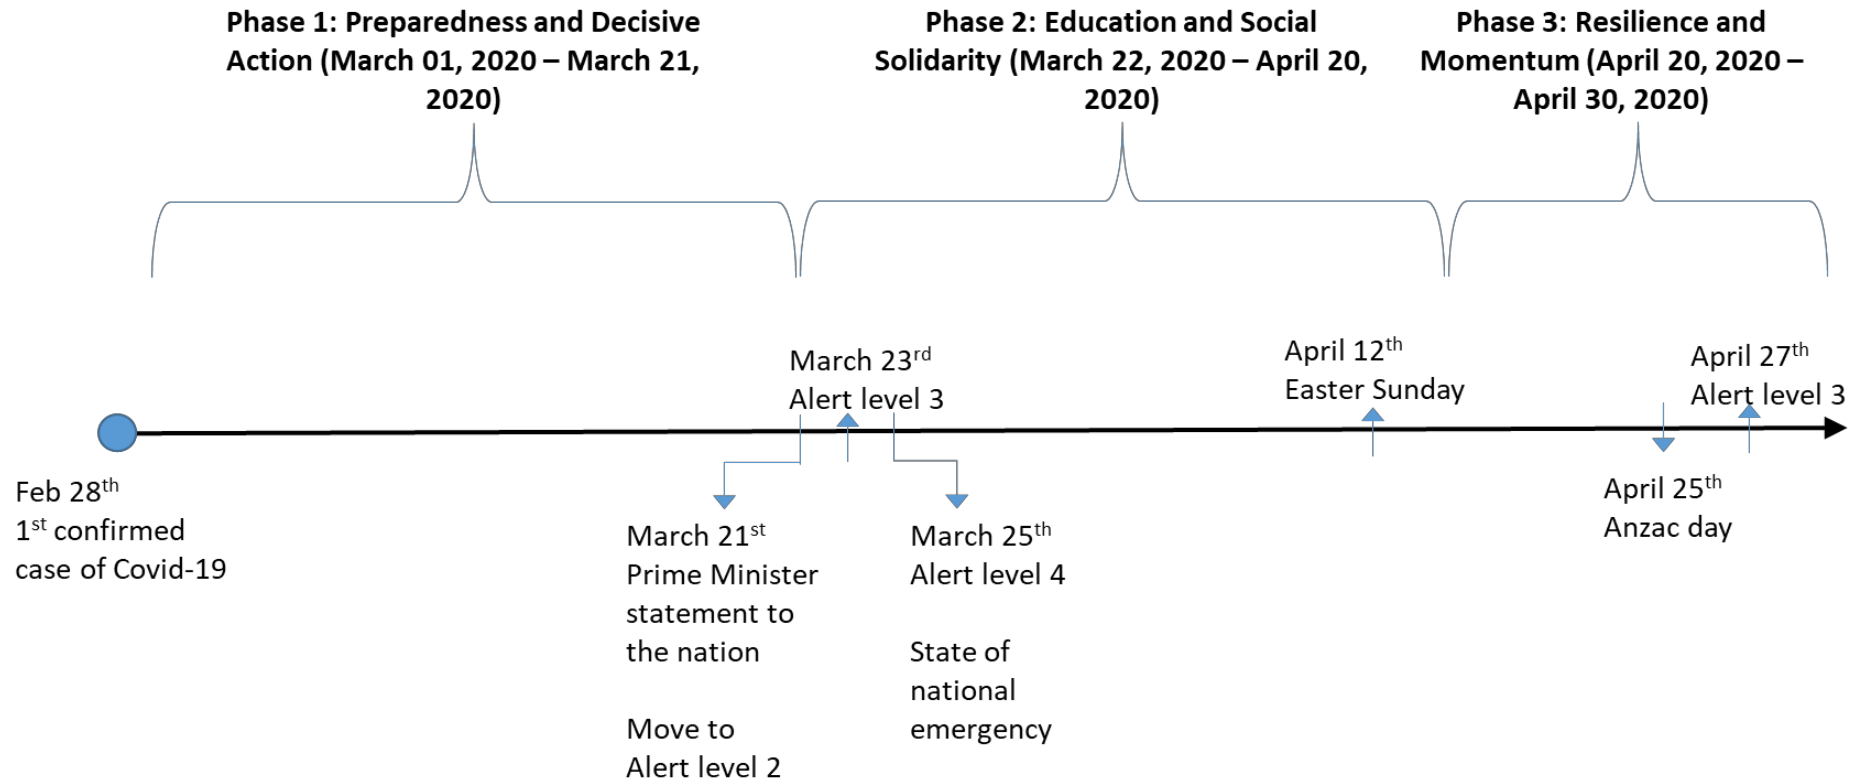 Phase 1: Preparedness and Decisive
Action (March 01, 2020 – March 21,
2020)
Phase 2: Education and Social
Solidarity (March 22, 2020 – April 20,
2020)
Phase 3: Resilience and
Momentum (April 20, 2020 –
April 30, 2020)
March 23rd
Alert level 3
April 12th
Easter Sunday
April 27th
Alert level 3
Feb 28th
1st confirmed
case of Covid-19
March 21st
Prime Minister
statement to
the nation
Move to
Alert level 2
March 25th
Alert level 4
State of
national
emergency
April 25th
Anzac day